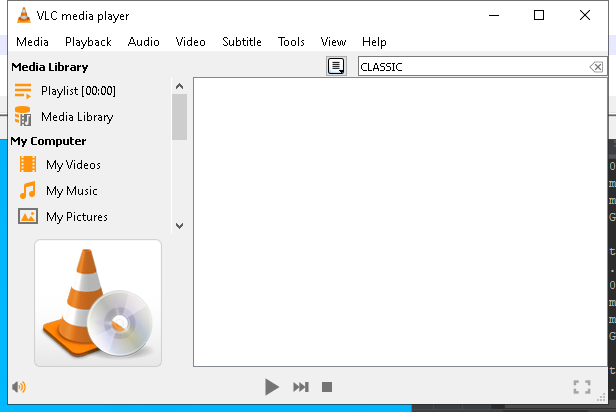 VLC media player
Media Playback Audio Video Subtitle Tools View Help
Media Library
CLASSIC
Playlist [00:00]
Media Library
My Computer
My Videos
My Music
My Pictures